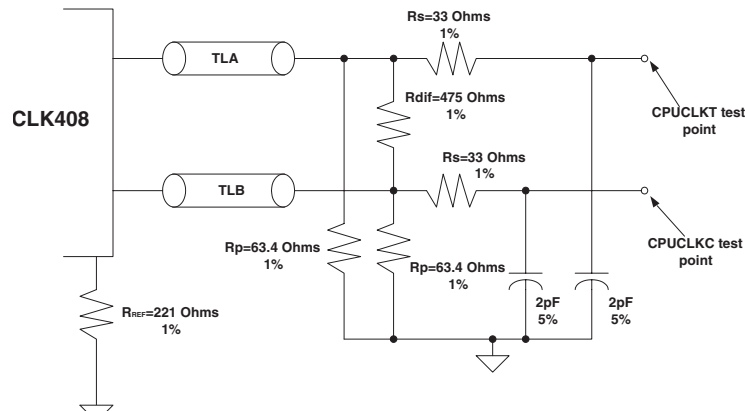 Rs=33 Ohms
1%
TLA
Rdif=475 Ohms
1%
CPUCLKT test
point
CLK408
Rs=33 Ohms
1%
TLB
Rp=63.4 Ohms
1%
Rp=63.4 Ohms
1%
CPUCLKC test
point
RREF=221 Ohms
1%
2pF
5%
2pF
5%